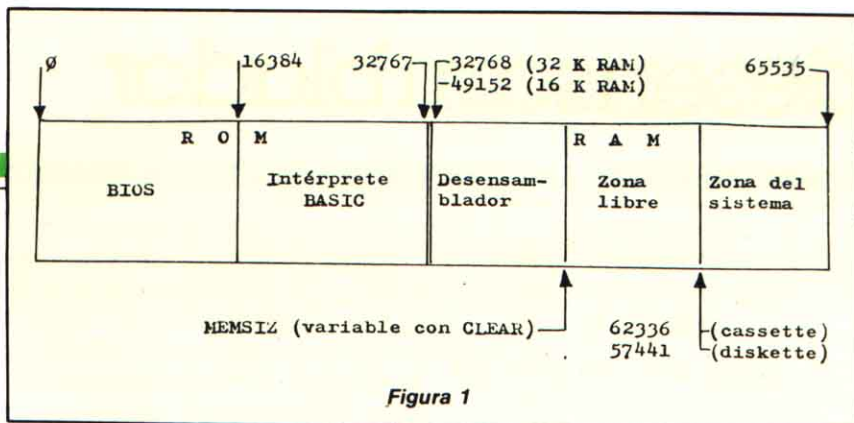 ø 16384 32767 32768 (32 K RAM) 65535
49152 (16 K RAM)
R O M R A M
BIOS Intérprete BASIC Desensam-blador Zona libre Zona del sistema
MEMSIZ (variable con CLEAR) 62336 (cassette)
57441 (diskette)
Figura 1